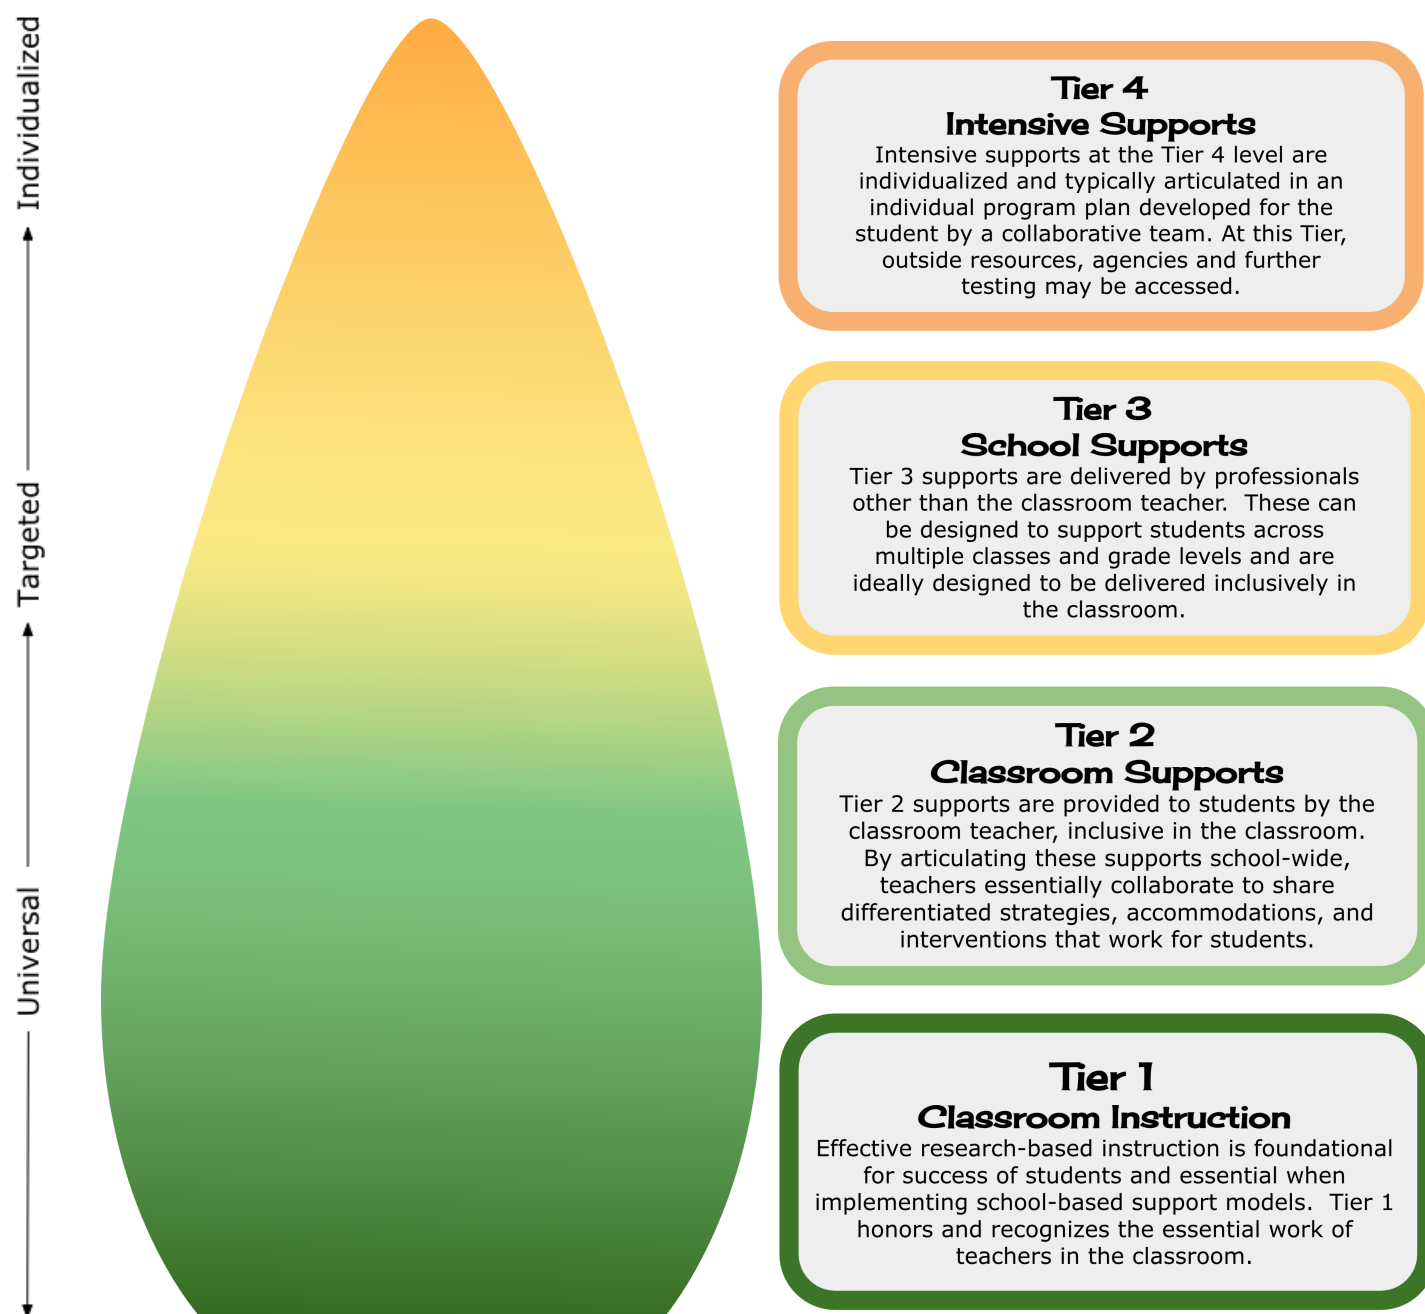 Individualized
Targeted
Universal
Tier 4
Intensive Supports
Intensive supports at the Tier 4 level are
individualized and typically articulated in an
individual program plan developed for the
student by a collaborative team. At this Tier,
outside resources, agencies and further
testing may be accessed.
Tier 3
School Supports
Tier 3 supports are delivered by professionals
other than the classroom teacher.  These can
be designed to support students across
multiple classes and grade levels and are
ideally designed to be delivered inclusively in
the classroom.
Tier 2
Classroom Supports
Tier 2 supports are provided to students by the
classroom teacher, inclusive in the classroom.
By articulating these supports school-wide,
teachers essentially collaborate to share
differentiated strategies, accommodations, and
interventions that work for students.
Tier 1
Classroom Instruction
Effective research-based instruction is foundational
for success of students and essential when
implementing school-based support models.  Tier 1
honors and recognizes the essential work of
teachers in the classroom.